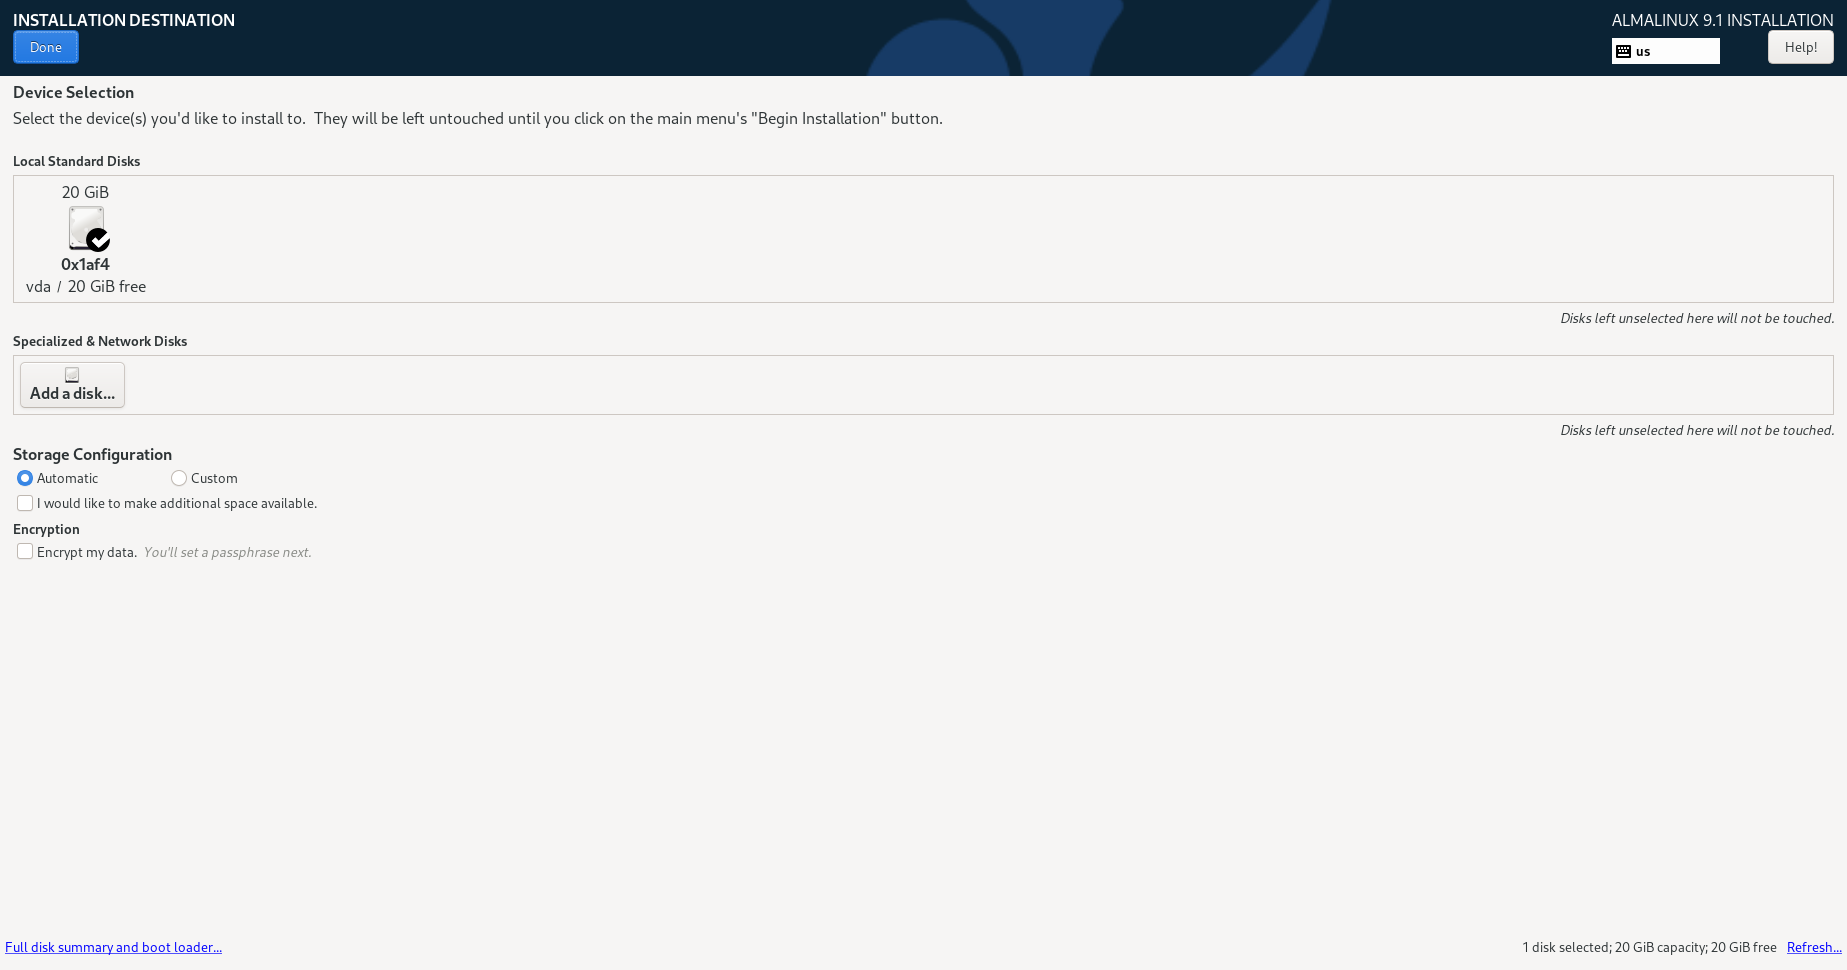 INSTALLATION DESTINATION
ALMALINUX 9.1 INSTALLATION
Done
us
Help!
Device Selection
Select the device(s) you'd like to install to.  They will be left untouched until you click on the main menu's "Begin Installation" button.
Local Standard Disks
20 GiB
0x1af4
vda / 20 GiB free
Disks left unselected here will not be touched.
Specialized & Network Disks
Add a disk...
Disks left unselected here will not be touched.
Storage Configuration
Automatic
Custom
I would like to make additional space available.
Encryption
Encrypt my data. You'll set a passphrase next.
Full disk summary and boot loader...
1 disk selected; 20 GiB capacity; 20 GiB free
Refresh...